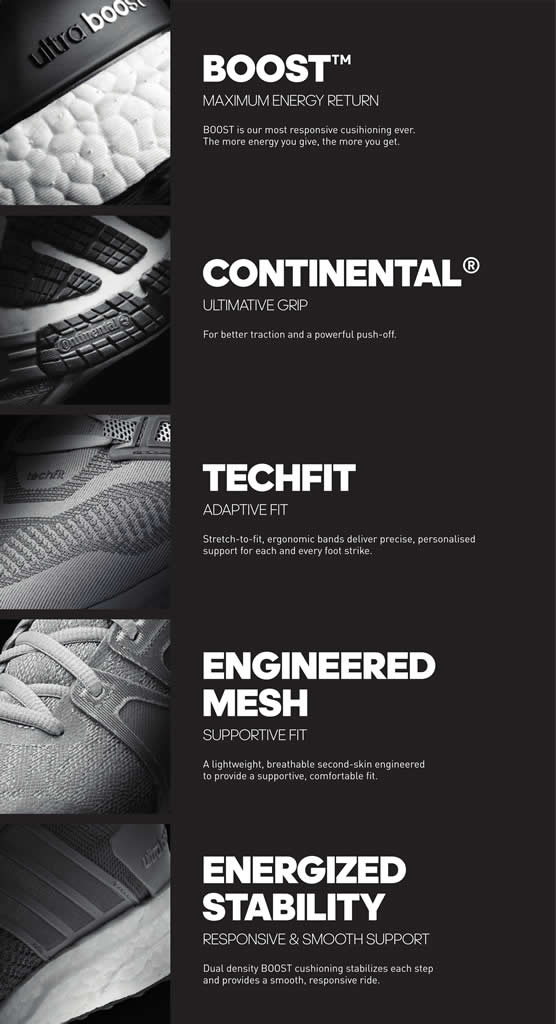 ultra boost
BOOST™
MAXIMUM ENERGY RETURN
BOOST is our most responsive cusihioning ever.
The more energy you give, the more you get.
Continental
CONTINENTAL®
ULTIMATIVE GRIP
For better traction and a powerful push-off.
techfit
TECHFIT
ADAPTIVE FIT
Stretch-to-fit, ergonomic bands deliver precise, personalised
support for each and every foot strike.
ENGINEERED
MESH
SUPPORTIVE FIT
A lightweight, breathable second-skin engineered
to provide a supportive, comfortable fit.
ENERGIZED
STABILITY
RESPONSIVE & SMOOTH SUPPORT
Dual density BOOST cushioning stabilizes each step
and provides a smooth, responsive ride.